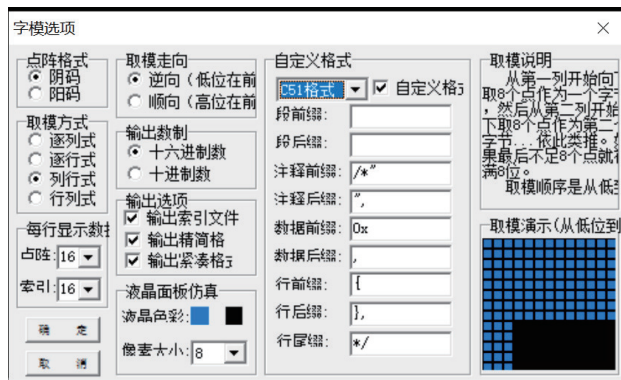 字模选项
点阵格式
阴码
阳码
取模方式
逐列式
逐行式
列行式
行列式
每行显示数据
点阵: 16
索引: 16
确 定
取 消
取模走向
逆向(低位在前
顺向(高位在前
输出数制
十六进制数
十进制数
输出选项
输出索引文件
输出精简格
输出紧凑格式
液晶面板仿真
液晶色彩:
像素大小: 8
自定义格式
C51格式 自定义格式
段前缀:
段后缀:
注释前缀: /*"
注释后缀: ",
数据前缀: 0x
数据后缀: ,
行前缀: {
行后缀: },
行尾缀: */
取模说明
从第一列开始向下
取8个点作为一个字节
,然后从第二列开始
下取8个点作为第二个
字节...依此类推。如
果最后不足8个点就补
满8位。
取模顺序是从低到
取模演示(从低位到